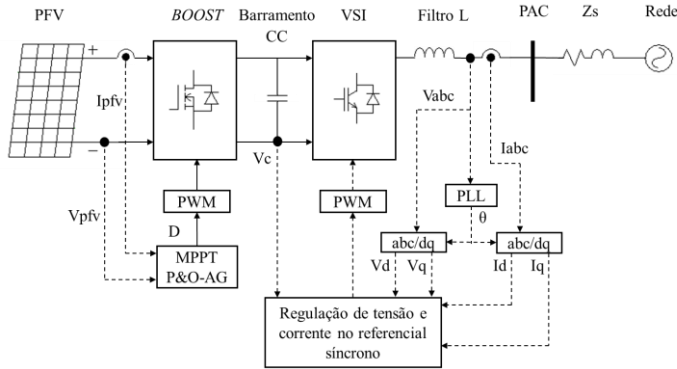 PFV BOOST Barramento VSI Filtro L PAC Zs Rede
CC
+
Ipfv
Vabc
Iabc
−
Vc
Vpfv
PWM
PWM
PLL
D
θ
MPPT
P&O-AG
abc/dq
abc/dq
Vd Vq Id Iq
Regulação de tensão e
corrente no referencial
síncrono